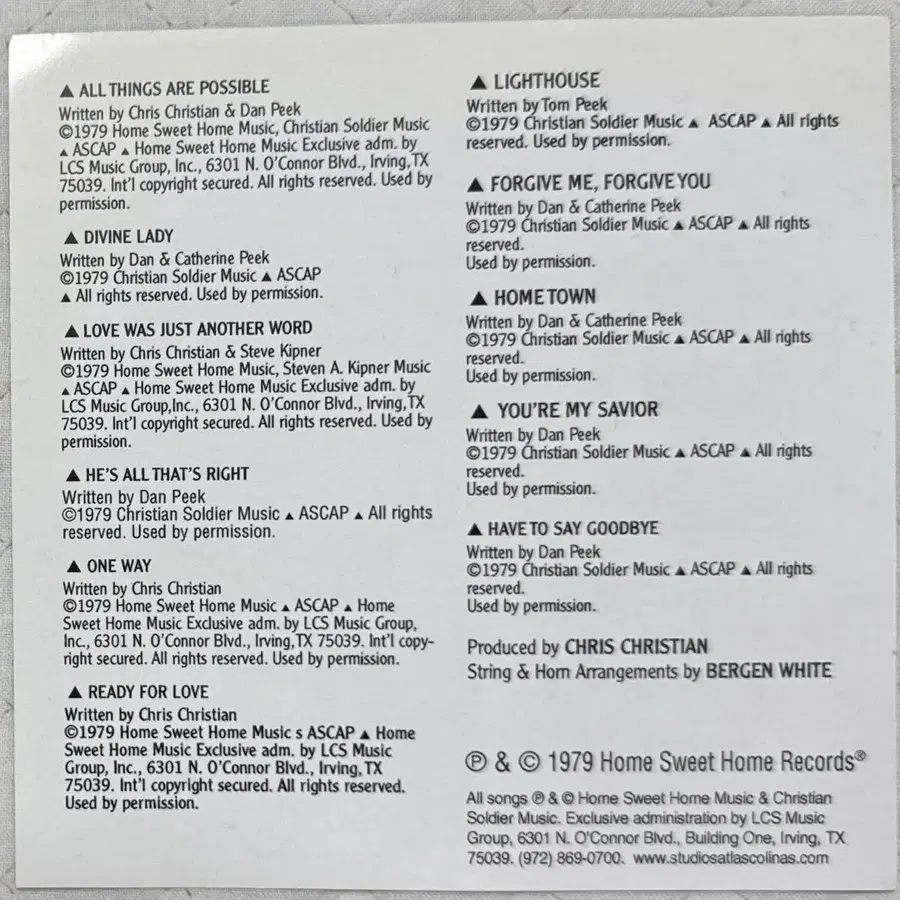 ▲ ALL THINGS ARE POSSIBLE
Written by Chris Christian & Dan Peek
©1979 Home Sweet Home Music, Christian Soldier Music
▲ ASCAP ▲ Home Sweet Home Music Exclusive adm. by
LCS Music Group, Inc., 6301 N. O'Connor Blvd., Irving, TX
75039. Int'l copyright secured. All rights reserved. Used by
permission.
▲ DIVINE LADY
Written by Dan & Catherine Peek
©1979 Christian Soldier Music ▲ ASCAP
▲ All rights reserved. Used by permission.
▲ LOVE WAS JUST ANOTHER WORD
Written by Chris Christian & Steve Kipner
©1979 Home Sweet Home Music, Steven A. Kipner Music
▲ ASCAP ▲ Home Sweet Home Music Exclusive adm. by
LCS Music Group,Inc., 6301 N. O'Connor Blvd., Irving,TX
75039. Int'l copyright secured. All rights reserved. Used by
permission.
▲ HE'S ALL THAT'S RIGHT
Written by Dan Peek
©1979 Christian Soldier Music ▲ ASCAP ▲ All rights
reserved. Used by permission.
▲ ONE WAY
Written by Chris Christian
©1979 Home Sweet Home Music ▲ ASCAP ▲ Home
Sweet Home Music Exclusive adm. by LCS Music Group,
Inc., 6301 N. O'Connor Blvd., Irving,TX 75039. Int'l copy-
right secured. All rights reserved. Used by permission.
▲ READY FOR LOVE
Written by Chris Christian
©1979 Home Sweet Home Music s ASCAP ▲ Home
Sweet Home Music Exclusive adm. by LCS Music
Group, Inc., 6301 N. O'Connor Blvd., Irving, TX
75039. Int'l copyright secured. All rights reserved.
Used by permission.
▲ LIGHTHOUSE
Written by Tom Peek
©1979 Christian Soldier Music ▲ ASCAP ▲ All rights
reserved. Used by permission.
▲ FORGIVE ME, FORGIVE YOU
Written by Dan & Catherine Peek
©1979 Christian Soldier Music ▲ ASCAP ▲ All rights
reserved.
Used by permission.
▲ HOMETOWN
Written by Dan & Catherine Peek
©1979 Christian Soldier Music ▲ ASCAP ▲ All rights
reserved.
Used by permission.
▲ YOU'RE MY SAVIOR
Written by Dan Peek
©1979 Christian Soldier Music ▲ ASCAP ▲ All rights
reserved.
Used by permission.
▲ HAVE TO SAY GOODBYE
Written by Dan Peek
©1979 Christian Soldier Music ▲ ASCAP ▲ All rights
reserved.
Used by permission.
Produced by CHRIS CHRISTIAN
String & Horn Arrangements by BERGEN WHITE
℗ & © 1979 Home Sweet Home Records®
All songs ℗ & © Home Sweet Home Music & Christian
Soldier Music. Exclusive administration by LCS Music
Group, 6301 N. O'Connor Blvd., Building One, Irving, TX
75039. (972) 869-0700. www.studiosatlascolinas.com